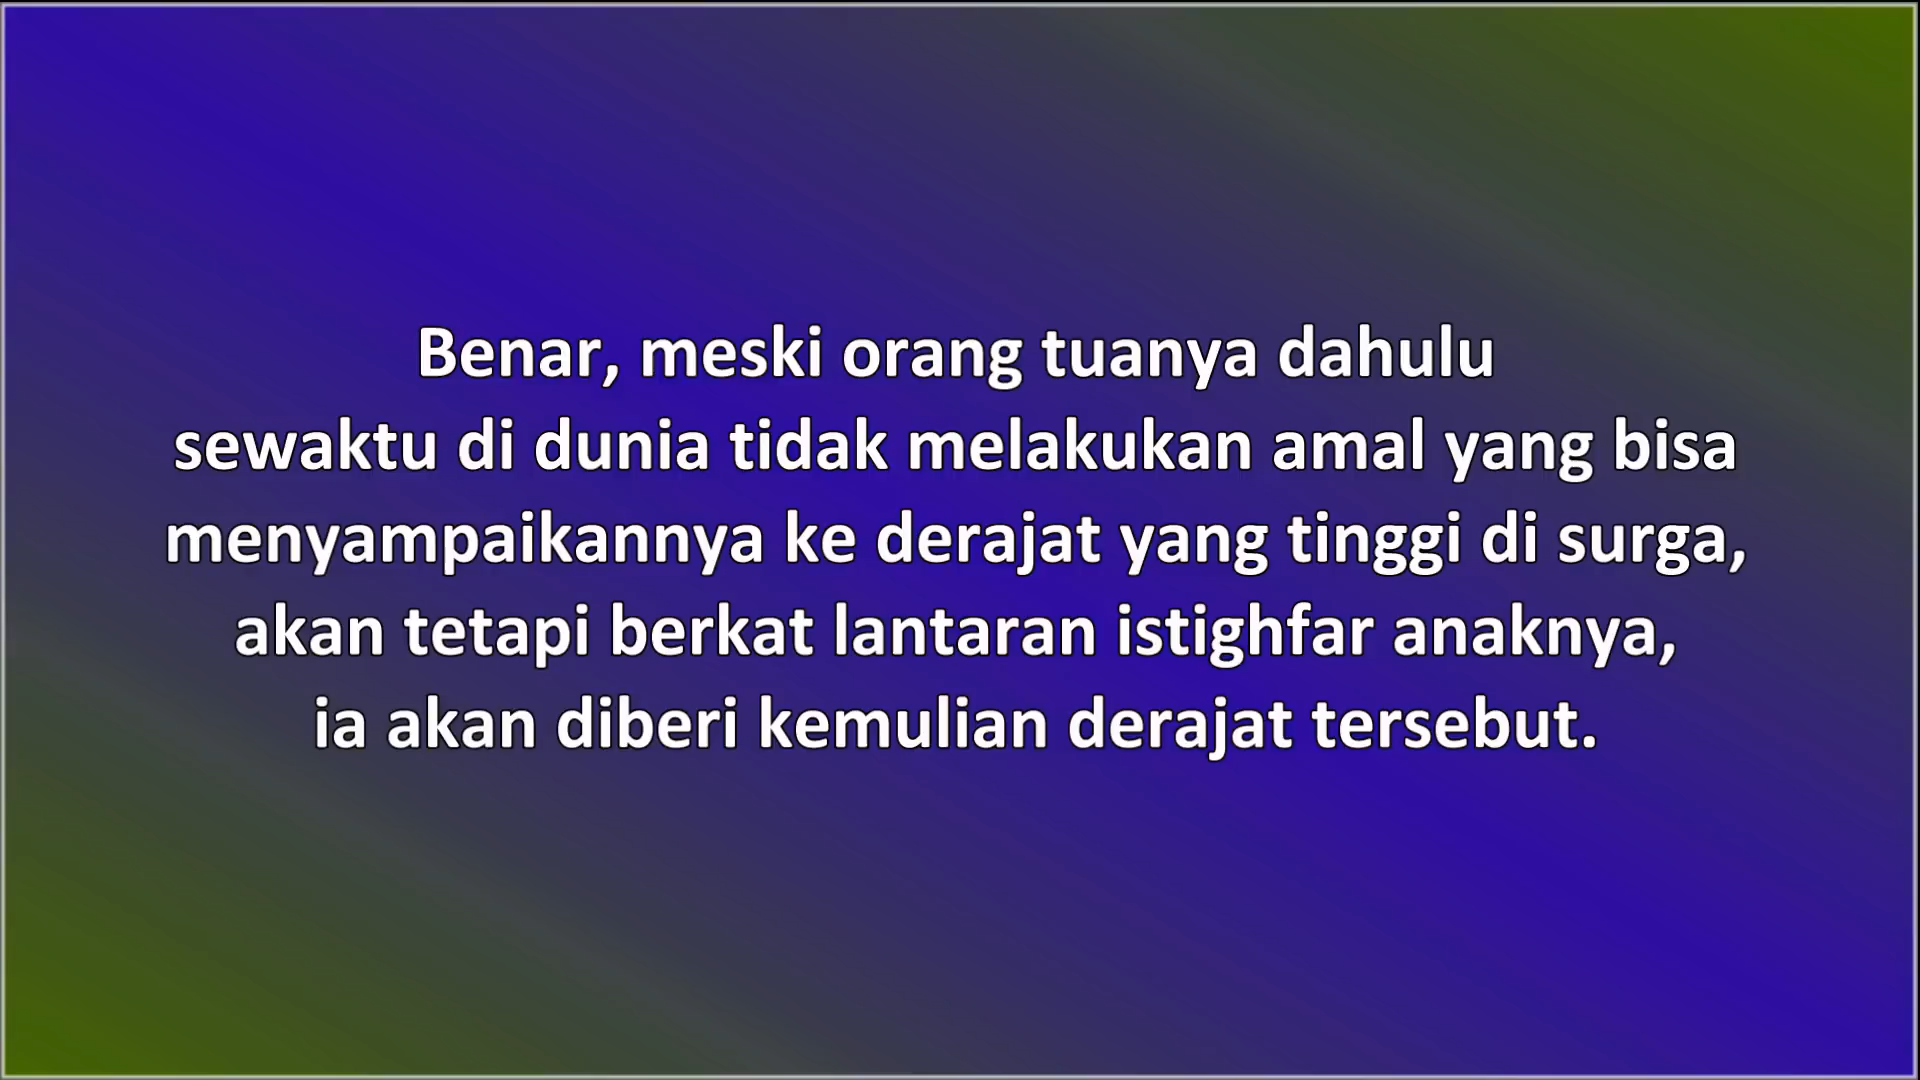 Benar, meski orang tuanya dahulu
sewaktu di dunia tidak melakukan amal yang bisa
menyampaikannya ke derajat yang tinggi di surga,
akan tetapi berkat lantaran istighfar anaknya,
ia akan diberi kemulian derajat tersebut.